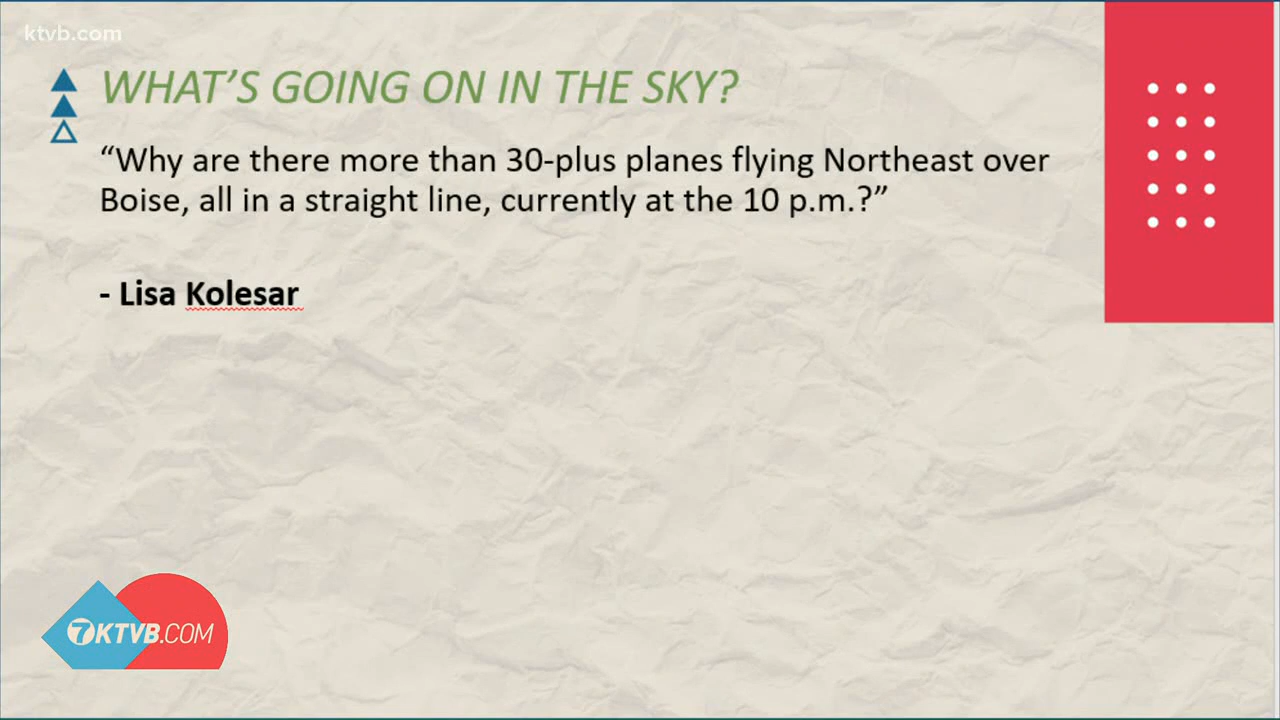 ktvb.com
WHAT’S GOING ON IN THE SKY?
“Why are there more than 30-plus planes flying Northeast over
Boise, all in a straight line, currently at the 10 p.m.?”
- Lisa Kolesar
7KTVB.COM